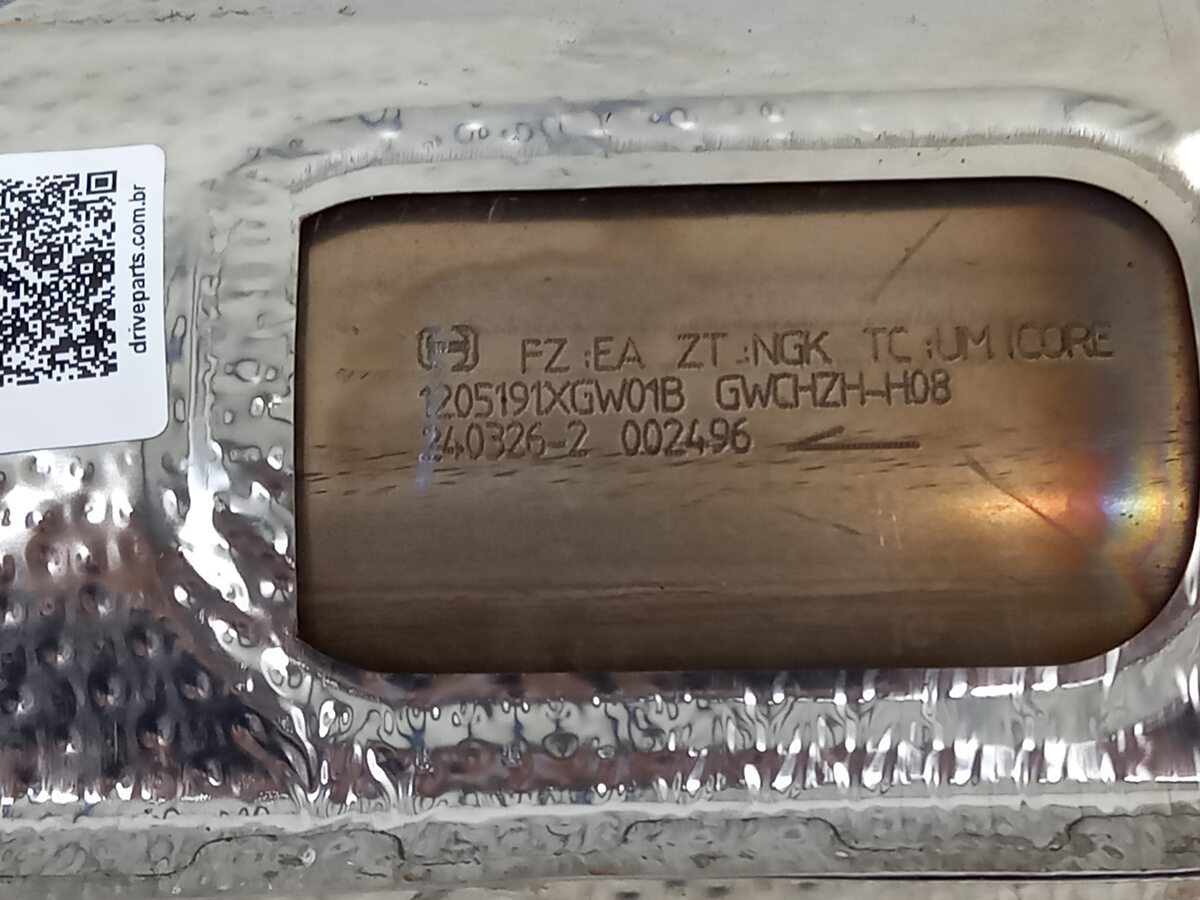 driveparts.com.br
FZ:EA ZT:NGK TC:UMICORE
1205191XGW01B GWCHZH-H08
240326-2 002496